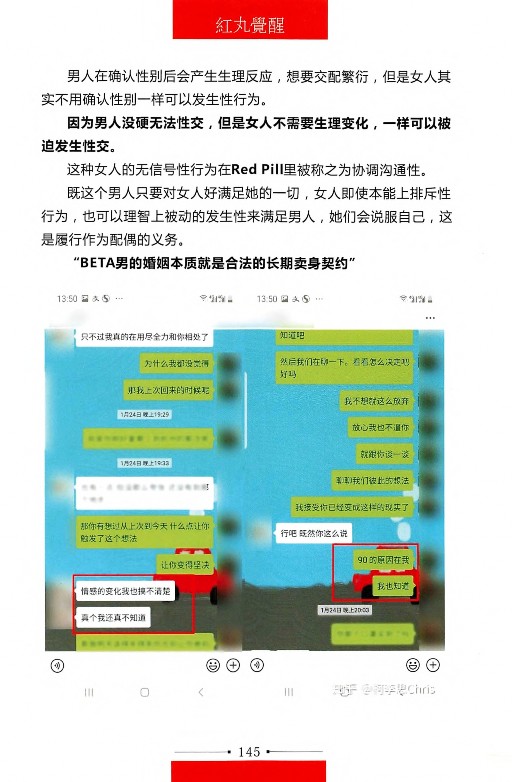 紅丸覺醒
男人在确认性别后会产生生理反应，想要交配繁衍，但是女人其
实不用确认性别一样可以发生性行为。
因为男人没硬无法性交，但是女人不需要生理变化，一样可以被
迫发生性交。
这种女人的无信号性行为在Red Pill里被称之为协调沟通性。
既这个男人只要对女人好满足她的一切，女人即使本能上排斥性
行为，也可以理智上被动的发生性来满足男人，她们会说服自己，这
是履行作为配偶的义务。
“BETA男的婚姻本质就是合法的长期卖身契约”
13:50
只不过我真的在用尽全力和你相处了
为什么我都没觉得
那我上次回来的时候呢
1月24日 晚上19:29
1月24日 晚上19:33
那你有想过从上次到今天 什么点让你
触发了这个想法
让你变得坚决
情感的变化我也摸不清楚
真个我还真不知道
13:50
知道吧
然后我们在聊一下，看看怎么决定吧
好吗
我不想就这么放弃
放心我也不逼你
就跟你谈一谈
聊聊我们彼此的想法
我接受你已经变成这样的现实了
行吧 既然你这么说
90 的原因在我
我也知道
1月24日 晚上20:03
知乎 @柯李思Chris
145